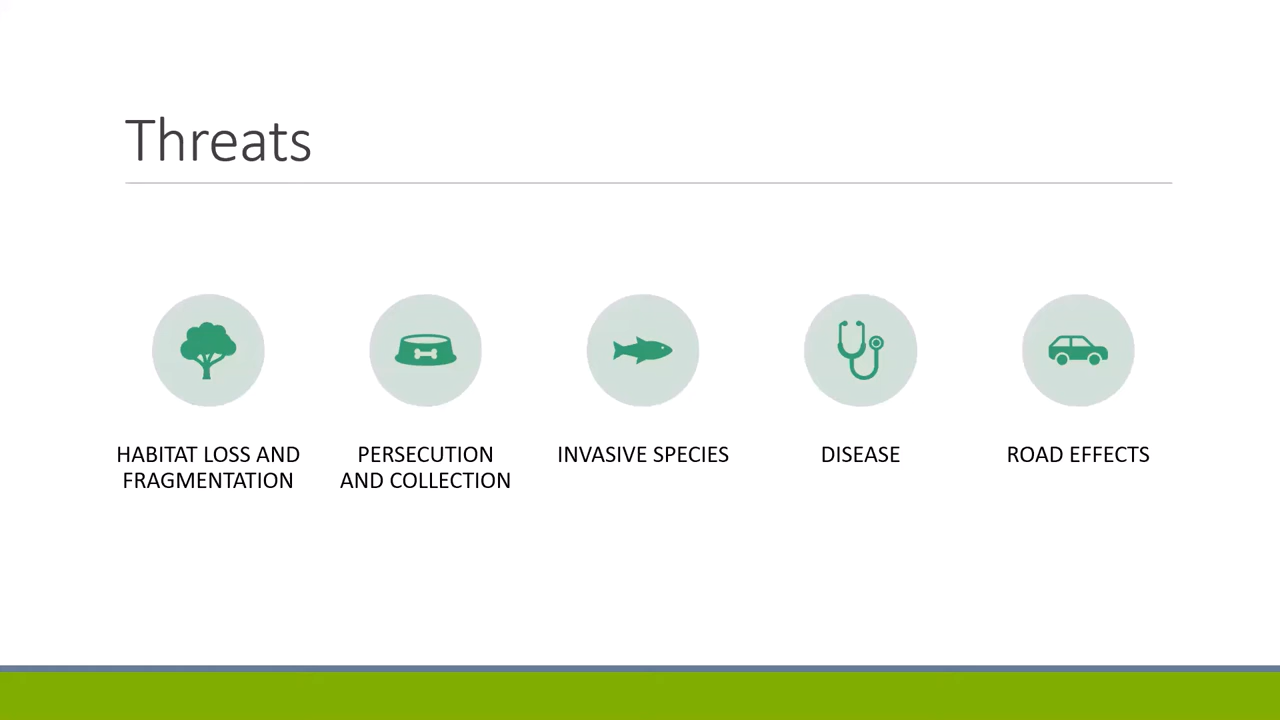 Threats
HABITAT LOSS AND
FRAGMENTATION
PERSECUTION
AND COLLECTION
INVASIVE SPECIES
DISEASE
ROAD EFFECTS